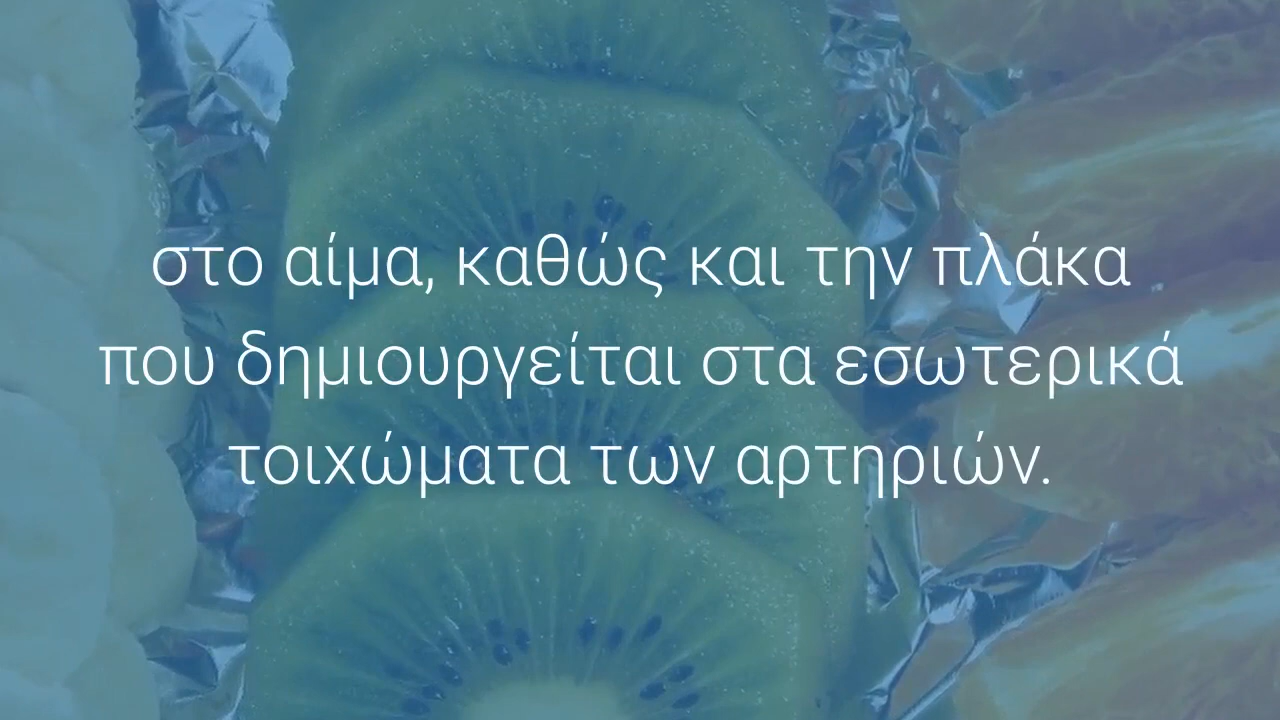 στο αίμα, καθώς και την πλάκα
που δημιουργείται στα εσωτερικά
τοιχώματα των αρτηριών.